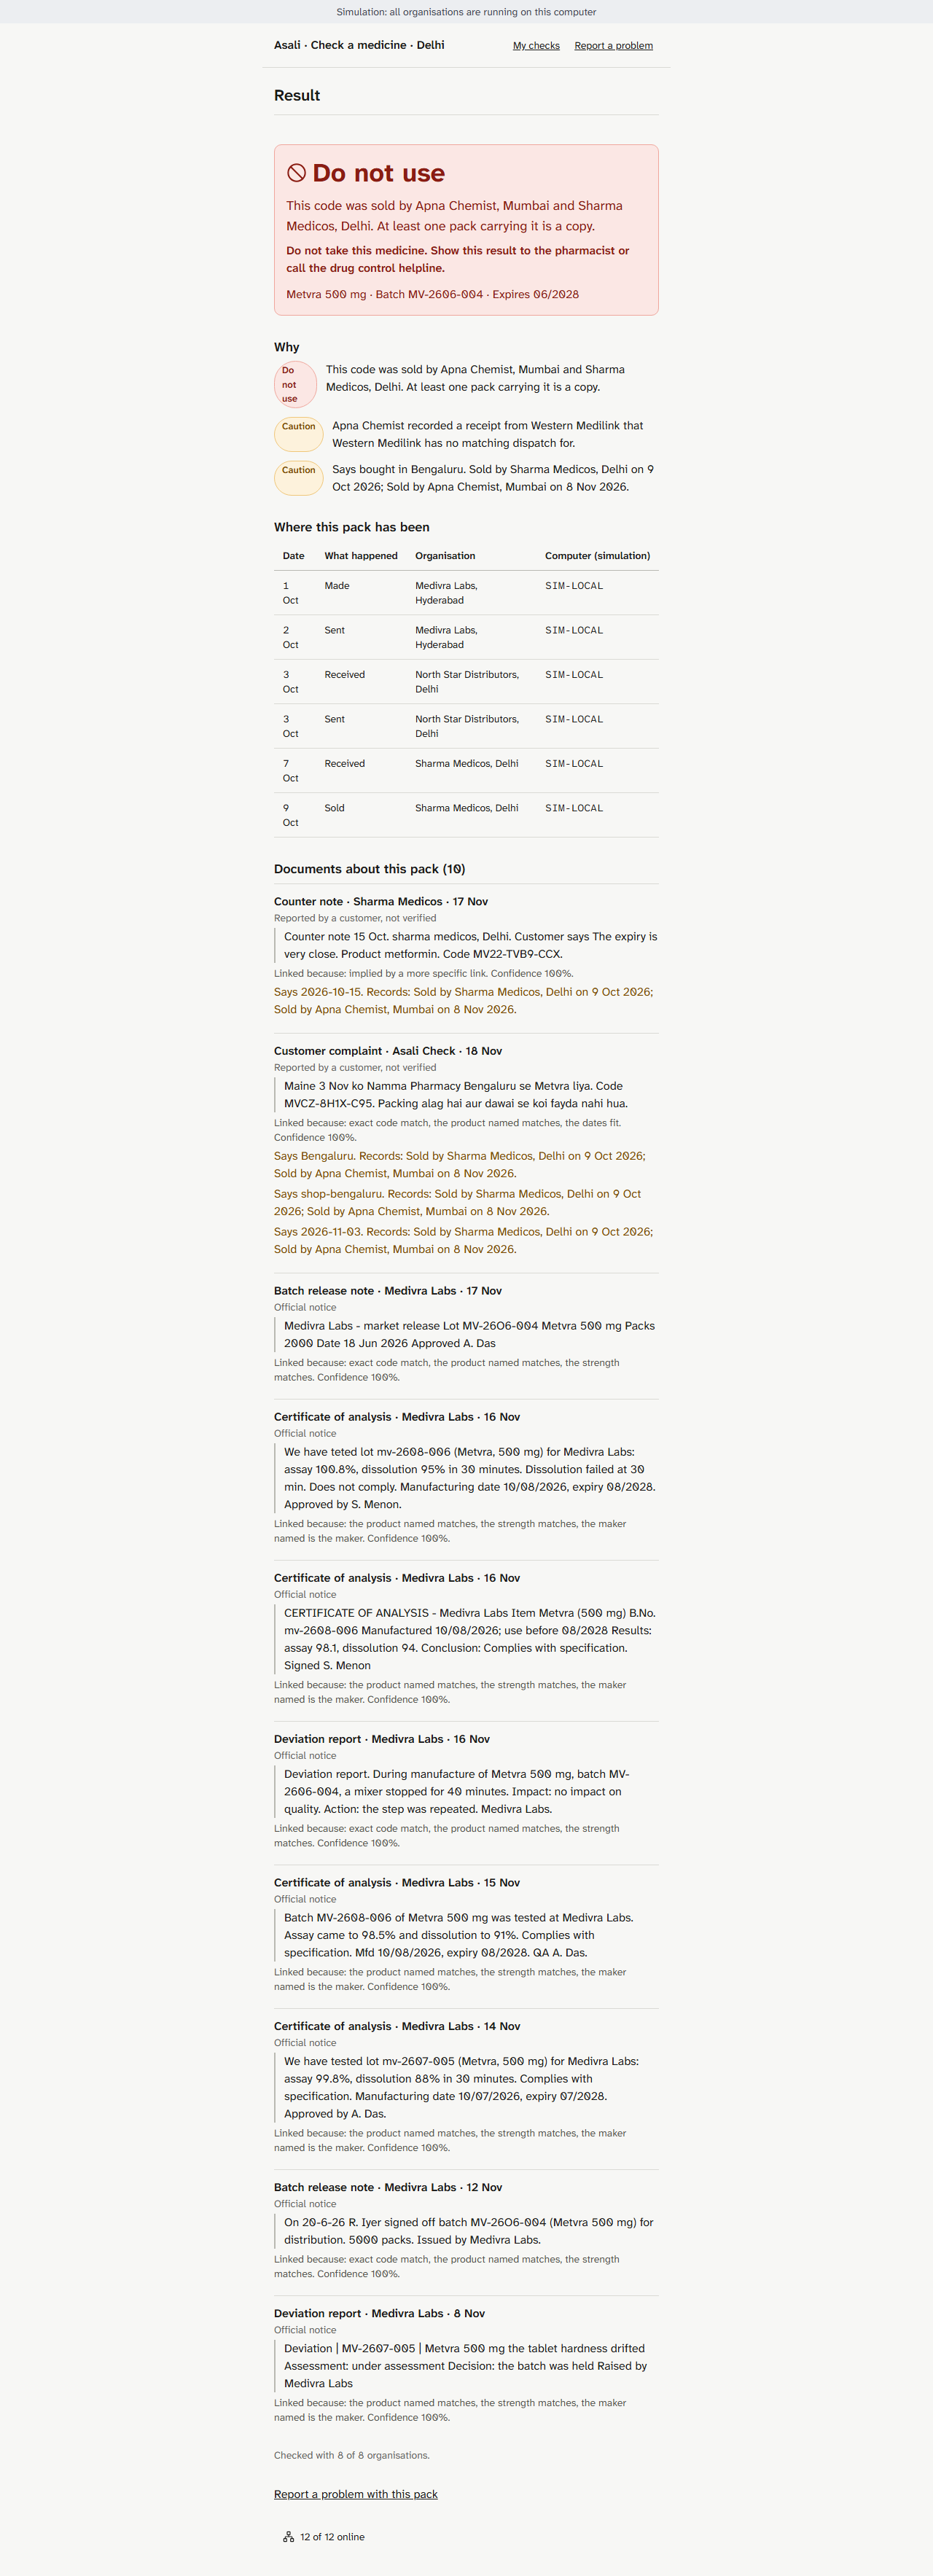 Simulation: all organisations are running on this computer
Asali · Check a medicine · Delhi
My checks
Report a problem
Result
Do not use
This code was sold by Apna Chemist, Mumbai and Sharma
Medicos, Delhi. At least one pack carrying it is a copy.
Do not take this medicine. Show this result to the pharmacist or
call the drug control helpline.
Metvra 500 mg · Batch MV-2606-004 · Expires 06/2028
Why
Do
not
use
This code was sold by Apna Chemist, Mumbai and Sharma
Medicos, Delhi. At least one pack carrying it is a copy.
Caution
Apna Chemist recorded a receipt from Western Medilink that
Western Medilink has no matching dispatch for.
Caution
Says bought in Bengaluru. Sold by Sharma Medicos, Delhi on 9
Oct 2026; Sold by Apna Chemist, Mumbai on 8 Nov 2026.
Where this pack has been
Date What happened Organisation Computer (simulation)
1
Oct
Made
Medivra Labs,
Hyderabad
SIM-LOCAL
2
Oct
Sent
Medivra Labs,
Hyderabad
SIM-LOCAL
3
Oct
Received
North Star Distributors,
Delhi
SIM-LOCAL
3
Oct
Sent
North Star Distributors,
Delhi
SIM-LOCAL
7
Oct
Received
Sharma Medicos, Delhi
SIM-LOCAL
9
Oct
Sold
Sharma Medicos, Delhi
SIM-LOCAL
Documents about this pack (10)
Counter note · Sharma Medicos · 17 Nov
Reported by a customer, not verified
Counter note 15 Oct. sharma medicos, Delhi. Customer says The expiry is
very close. Product metformin. Code MV22-TVB9-CCX.
Linked because: implied by a more specific link. Confidence 100%.
Says 2026-10-15. Records: Sold by Sharma Medicos, Delhi on 9 Oct 2026;
Sold by Apna Chemist, Mumbai on 8 Nov 2026.
Customer complaint · Asali Check · 18 Nov
Reported by a customer, not verified
Maine 3 Nov ko Namma Pharmacy Bengaluru se Metvra liya. Code
MVCZ-8H1X-C95. Packing alag hai aur dawai se koi fayda nahi hua.
Linked because: exact code match, the product named matches, the dates fit.
Confidence 100%.
Says Bengaluru. Records: Sold by Sharma Medicos, Delhi on 9 Oct 2026;
Sold by Apna Chemist, Mumbai on 8 Nov 2026.
Says shop-bengaluru. Records: Sold by Sharma Medicos, Delhi on 9 Oct
2026; Sold by Apna Chemist, Mumbai on 8 Nov 2026.
Says 2026-11-03. Records: Sold by Sharma Medicos, Delhi on 9 Oct 2026;
Sold by Apna Chemist, Mumbai on 8 Nov 2026.
Batch release note · Medivra Labs · 17 Nov
Official notice
Medivra Labs - market release Lot MV-26O6-004 Metvra 500 mg Packs
2000 Date 18 Jun 2026 Approved A. Das
Linked because: exact code match, the product named matches, the strength
matches. Confidence 100%.
Certificate of analysis · Medivra Labs · 16 Nov
Official notice
We have teted lot mv-2608-006 (Metvra, 500 mg) for Medivra Labs:
assay 100.8%, dissolution 95% in 30 minutes. Dissolution failed at 30
min. Does not comply. Manufacturing date 10/08/2026, expiry 08/2028.
Approved by S. Menon.
Linked because: the product named matches, the strength matches, the maker
named is the maker. Confidence 100%.
Certificate of analysis · Medivra Labs · 16 Nov
Official notice
CERTIFICATE OF ANALYSIS - Medivra Labs Item Metvra (500 mg) B.No.
mv-2608-006 Manufactured 10/08/2026; use before 08/2028 Results:
assay 98.1, dissolution 94. Conclusion: Complies with specification.
Signed S. Menon
Linked because: the product named matches, the strength matches, the maker
named is the maker. Confidence 100%.
Deviation report · Medivra Labs · 16 Nov
Official notice
Deviation report. During manufacture of Metvra 500 mg, batch MV-
2606-004, a mixer stopped for 40 minutes. Impact: no impact on
quality. Action: the step was repeated. Medivra Labs.
Linked because: exact code match, the product named matches, the strength
matches. Confidence 100%.
Certificate of analysis · Medivra Labs · 15 Nov
Official notice
Batch MV-2608-006 of Metvra 500 mg was tested at Medivra Labs.
Assay came to 98.5% and dissolution to 91%. Complies with
specification. Mfd 10/08/2026, expiry 08/2028. QA A. Das.
Linked because: the product named matches, the strength matches, the maker
named is the maker. Confidence 100%.
Certificate of analysis · Medivra Labs · 14 Nov
Official notice
We have tested lot mv-2607-005 (Metvra, 500 mg) for Medivra Labs:
assay 99.8%, dissolution 88% in 30 minutes. Complies with
specification. Manufacturing date 10/07/2026, expiry 07/2028.
Approved by A. Das.
Linked because: the product named matches, the strength matches, the maker
named is the maker. Confidence 100%.
Batch release note · Medivra Labs · 12 Nov
Official notice
On 20-6-26 R. Iyer signed off batch MV-26O6-004 (Metvra 500 mg) for
distribution. 5000 packs. Issued by Medivra Labs.
Linked because: exact code match, the product named matches, the strength
matches. Confidence 100%.
Deviation report · Medivra Labs · 8 Nov
Official notice
Deviation | MV-2607-005 | Metvra 500 mg the tablet hardness drifted
Assessment: under assessment Decision: the batch was held Raised by
Medivra Labs
Linked because: the product named matches, the strength matches, the maker
named is the maker. Confidence 100%.
Checked with 8 of 8 organisations.
Report a problem with this pack
12 of 12 online